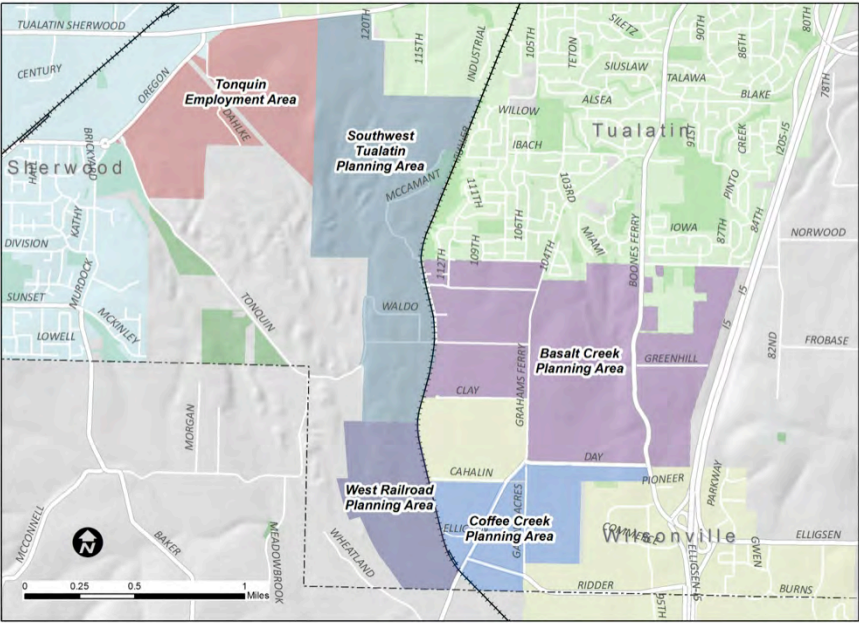 TUALATIN SHERWOOD
120TH
115TH
INDUSTRIAL
105TH
TETON
SILETZ
90TH
86TH
80TH
CENTURY
OREGON
SIUSLAW
TALAWA
78TH
Tonquin
Employment Area
DAHLKE
WILLOW
ALSEA
BLAKE
Southwest
Tualatin
Planning Area
IBACH
Tualatin
91ST
CREEK
I205-I5
BRICKYARD
Sherwood
MCCAMANT
111TH
103RD
PINTO
KATHY
106TH
BOONES FERRY
IOWA
87TH
84TH
DIVISION
109TH
MIAMI
NORWOOD
MURDOCK
112TH
104TH
SUNSET
TONQUIN
WALDO
I5
I5
82ND
LOWELL
MCKINLEY
FROBASE
Basalt Creek
Planning Area
GREENHILL
GRAHAMS FERRY
CLAY
MORGAN
DAY
CAHALIN
PIONEER
PARKWAY
West Railroad
Planning Area
Coffee Creek
Planning Area
COMMERCE
Wilsonville
ELLIGSEN
MCCONNELL
BAKER
N
MEADOWBROOK
WHEATLAND
GWEN
ELLIGSEN-I5
RIDDER
BURNS
95TH
0 0.25 0.5 1
Miles